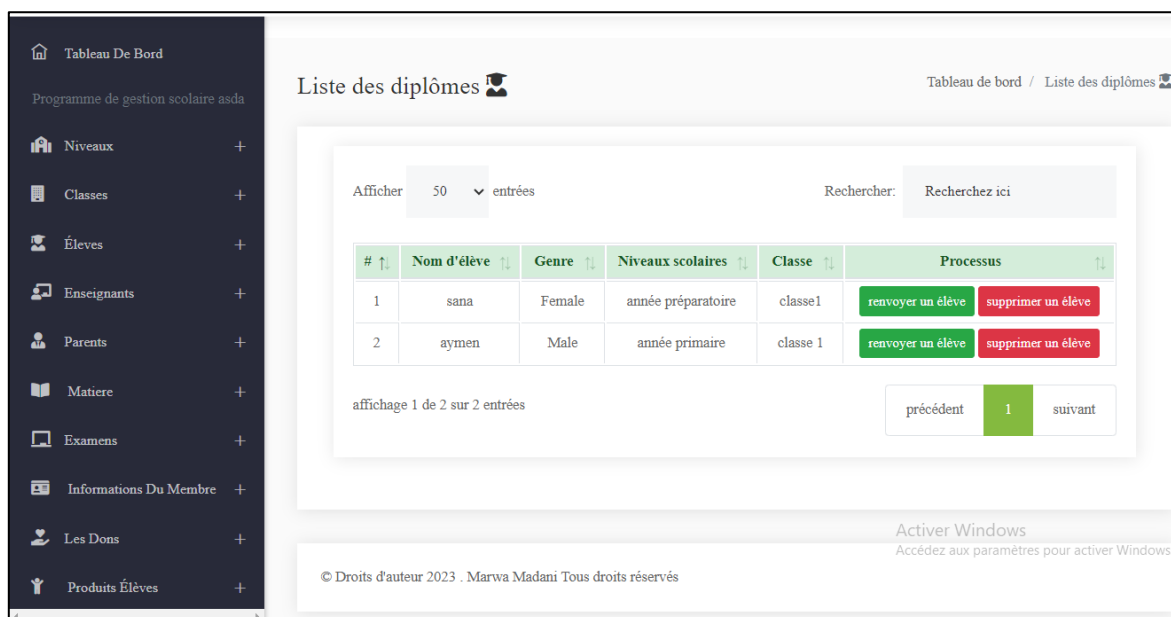 Tableau De Bord
Programme de gestion scolaire asda
Niveaux +
Classes +
Éleves +
Enseignants +
Parents +
Matiere +
Examens +
Informations Du Membre +
Les Dons +
Produits Élèves +
Liste des diplômes
Tableau de bord / Liste des diplômes
Afficher 50 entrées
Rechercher: Recherchez ici
# Nom d'élève Genre Niveaux scolaires Classe Processus
1 sana Female année préparatoire classe1 renvoyer un élève supprimer un élève
2 aymen Male année primaire classe 1 renvoyer un élève supprimer un élève
affichage 1 de 2 sur 2 entrées
précédent 1 suivant
Activer Windows
Accédez aux paramètres pour activer Windows
© Droits d'auteur 2023 . Marwa Madani Tous droits réservés